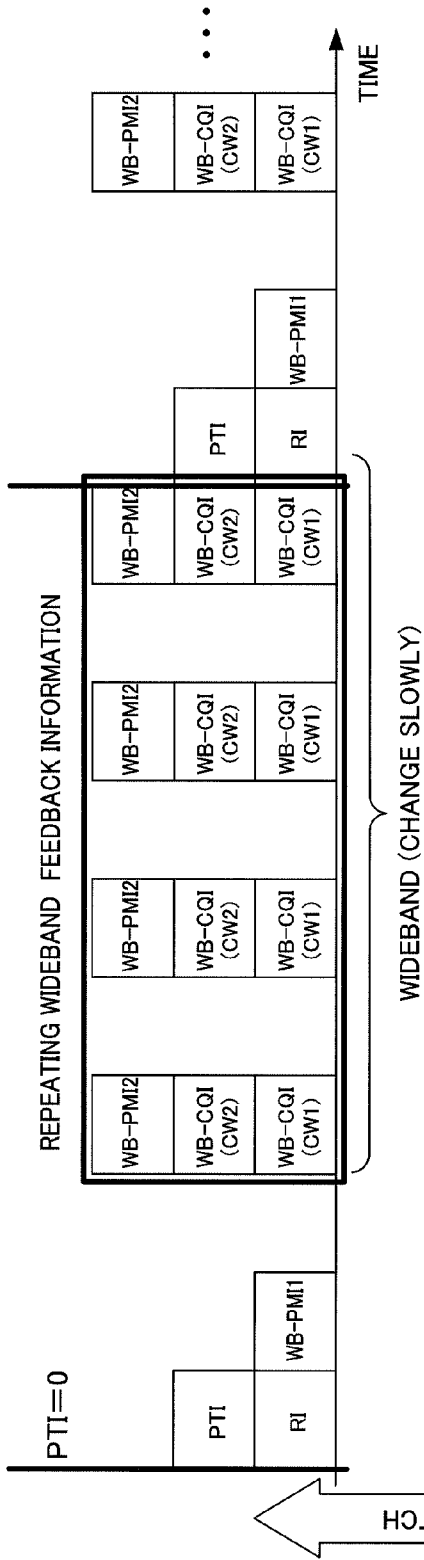 PTI=0
REPEATING WIDEBAND FEEDBACK INFORMATION
PTI
RI
WB-PMI1
WB-PMI2
WB-CQI
(CW2)
WB-CQI
(CW1)
WB-PMI2
WB-CQI
(CW2)
WB-CQI
(CW1)
WB-PMI2
WB-CQI
(CW2)
WB-CQI
(CW1)
WB-PMI2
WB-CQI
(CW2)
WB-CQI
(CW1)
PTI
RI
WB-PMI1
WB-PMI2
WB-CQI
(CW2)
WB-CQI
(CW1)
TIME
WIDEBAND (CHANGE SLOWLY)